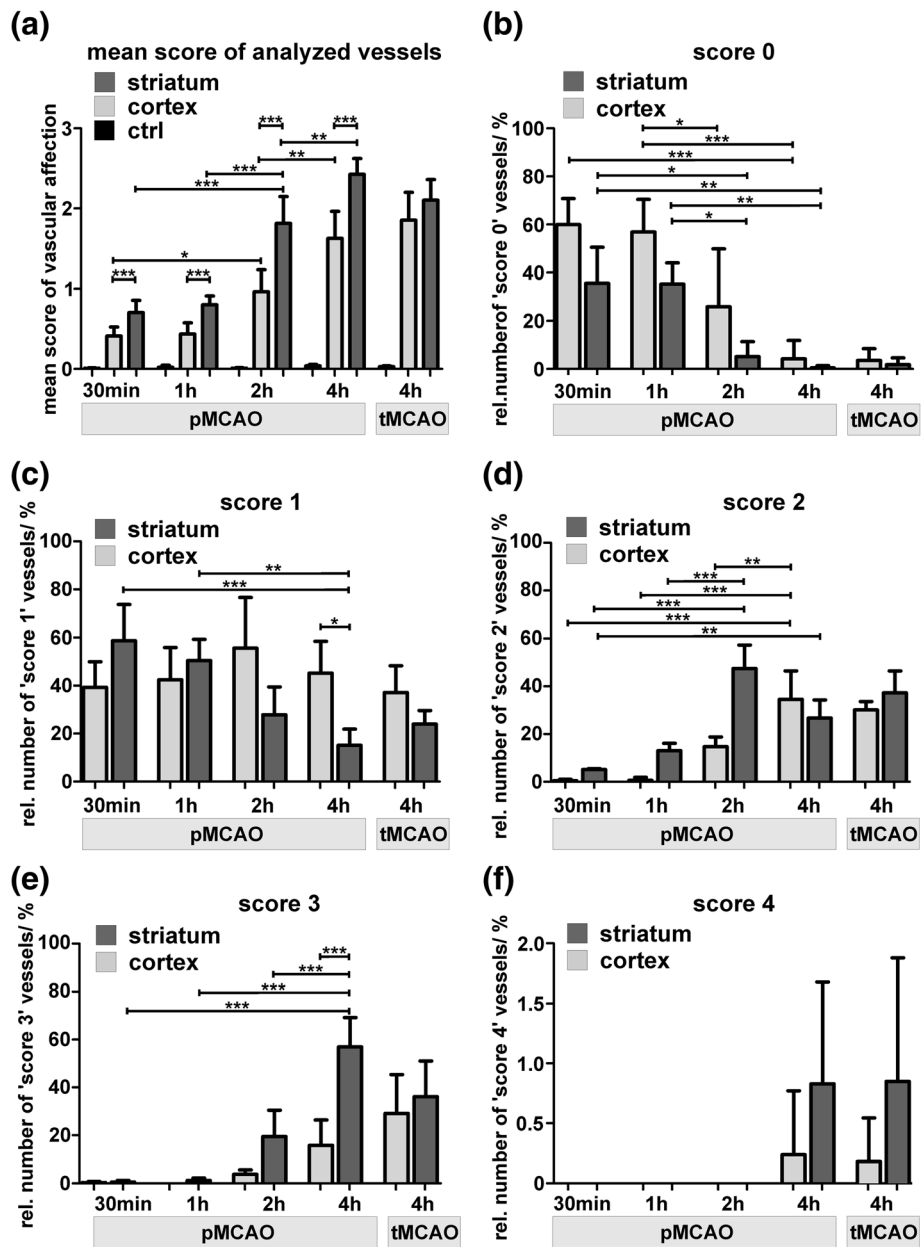 (a)
mean score of analyzed vessels
striatum
cortex
ctrl
mean score of vascular affection
3
2
1
0
***
***
**
***
**
***
*
***
***
30min 1h 2h 4h 4h
pMCAO tMCAO
(b)
score 0
striatum
cortex
rel.number of 'score 0' vessels/ %
100
80
60
40
20
0
*
***
***
*
**
**
*
30min 1h 2h 4h 4h
pMCAO tMCAO
(c)
score 1
striatum
cortex
rel. number of 'score 1' vessels/ %
100
80
60
40
20
0
**
***
*
30min 1h 2h 4h 4h
pMCAO tMCAO
(d)
score 2
striatum
cortex
rel. number of 'score 2' vessels/ %
100
80
60
40
20
0
**
***
***
***
***
**
30min 1h 2h 4h 4h
pMCAO tMCAO
(e)
score 3
striatum
cortex
rel. number of 'score 3' vessels/ %
100
80
60
40
20
0
***
***
***
***
30min 1h 2h 4h 4h
pMCAO tMCAO
(f)
score 4
striatum
cortex
rel. number of 'score 4' vessels/ %
2.0
1.5
1.0
0.5
0
30min 1h 2h 4h 4h
pMCAO tMCAO